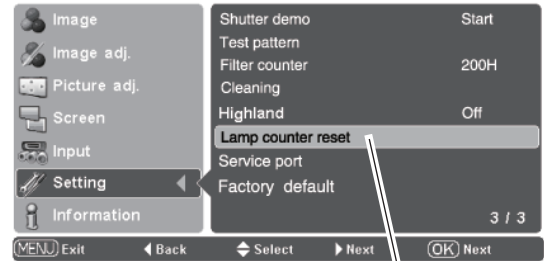 Image
Image adj.
Picture adj.
Screen
Input
Setting
Information
Shutter demo Start
Test pattern
Filter counter 200H
Cleaning
Highland Off
Lamp counter reset
Service port
Factory default
3 / 3
MENU Exit Back Select Next OK Next